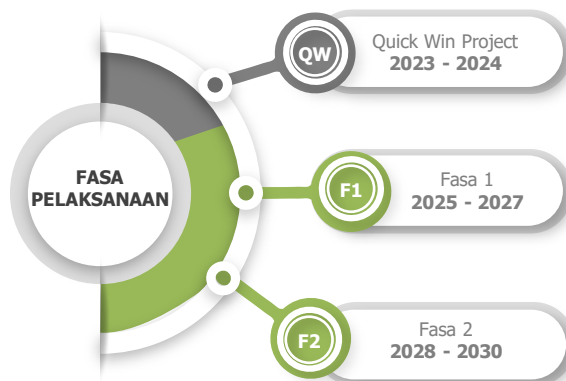 QW
Quick Win Project
2023 - 2024
FASA
PELAKSANAAN
F1
Fasa 1
2025 - 2027
F2
Fasa 2
2028 - 2030